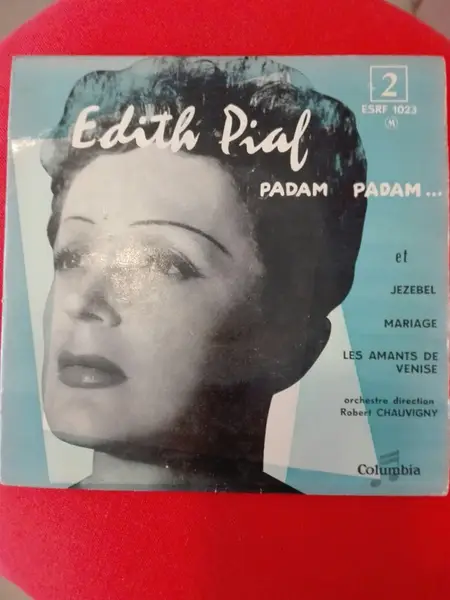 2
ESRF 1023
M
Edith Piaf
PADAM PADAM...
et
JEZEBEL
MARIAGE
LES AMANTS DE
VENISE
orchestre direction
Robert CHAUVIGNY
Columbia